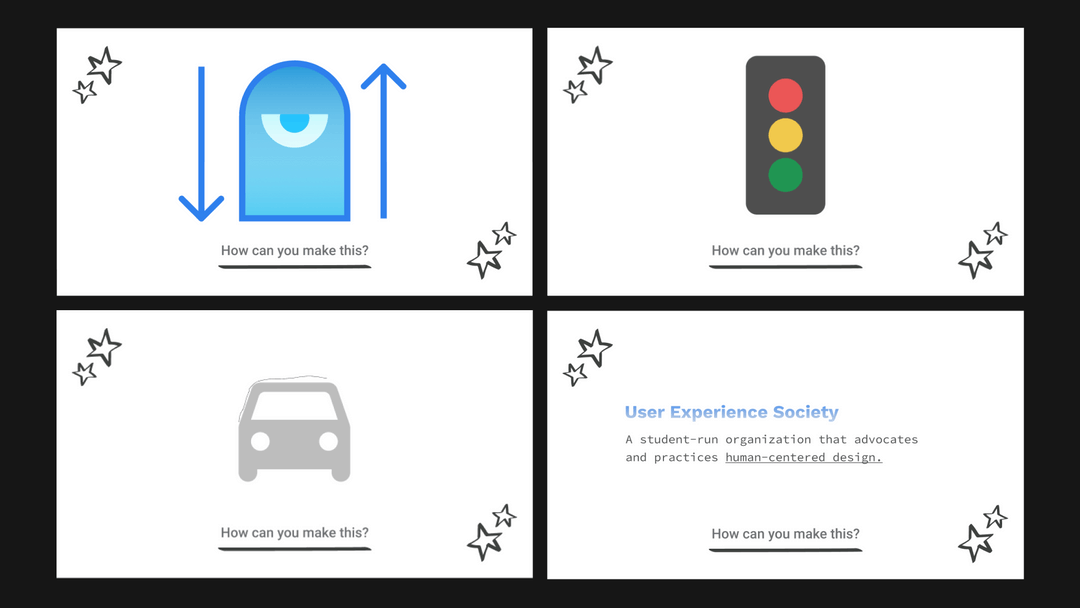 How can you make this?
How can you make this?
How can you make this?
User Experience Society
A student-run organization that advocates
and practices human-centered design.
How can you make this?